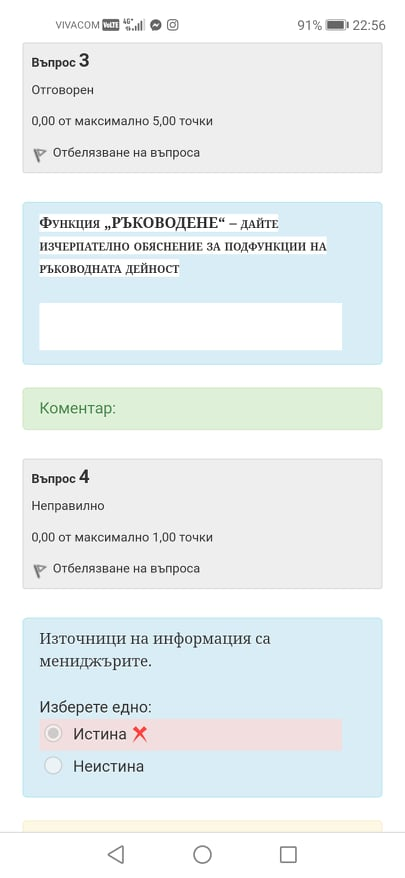 VIVACOM VoLTE 4G+ 91% 22:56
Въпрос 3
Отговорен
0,00 от максимално 5,00 точки
Отбелязване на въпроса
Функция „РЪКОВОДЕНЕ“ – дайте
изчерпателно обяснение за подфункции на
ръководната дейност
Коментар:
Въпрос 4
Неправилно
0,00 от максимално 1,00 точки
Отбелязване на въпроса
Източници на информация са
мениджърите.
Изберете едно:
Истина
Неистина